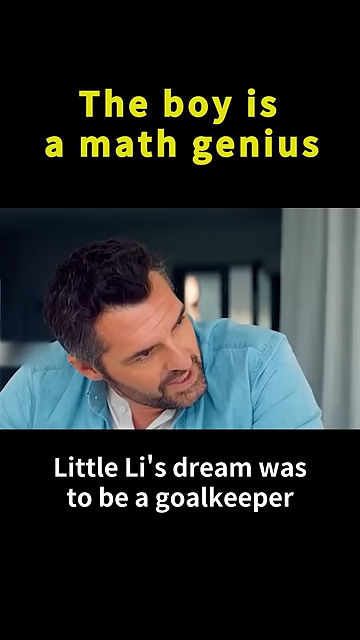 The boy is
a math genius
Little Li's dream was
to be a goalkeeper